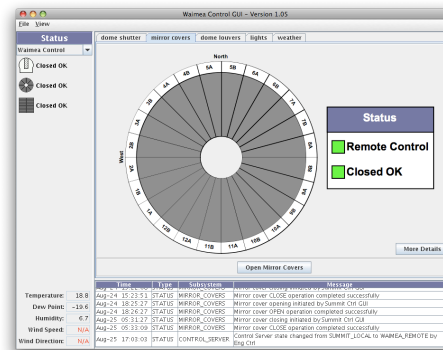 Waimea Control GUI - Version 1.05
File View
Status
Waimea Control
Closed OK
Closed OK
Closed OK
dome shutter mirror covers dome louvers lights weather
North
West
5A 5B
4B 6A
4A 6B
3B 7A
3A 7B
2B 8A
2A 8B
1B 9A
1A 9B
12B 10A
12A 10B
11B 11A
Status
Remote Control
Closed OK
More Details
Open Mirror Covers
Time Type Subsystem Message
Aug-24 15:23:51 STATUS MIRROR_COVERS Mirror cover CLOSE operation completed successfully
Aug-24 18:25:27 STATUS MIRROR_COVERS Mirror cover opening initiated by Summit Ctrl GUI
Aug-24 18:26:27 STATUS MIRROR_COVERS Mirror cover OPEN operation completed successfully
Aug-25 05:31:27 STATUS MIRROR_COVERS Mirror cover closing initiated by Summit Ctrl GUI
Aug-25 05:33:09 STATUS MIRROR_COVERS Mirror cover CLOSE operation completed successfully
Aug-25 17:03:03 STATUS CONTROL_SERVER Control Server state changed from SUMMIT_LOCAL to WAIMEA_REMOTE by
Eng Ctrl
Temperature: 18.8
Dew Point: -19.6
Humidity: 6.7
Wind Speed: N/A
Wind Direction: N/A